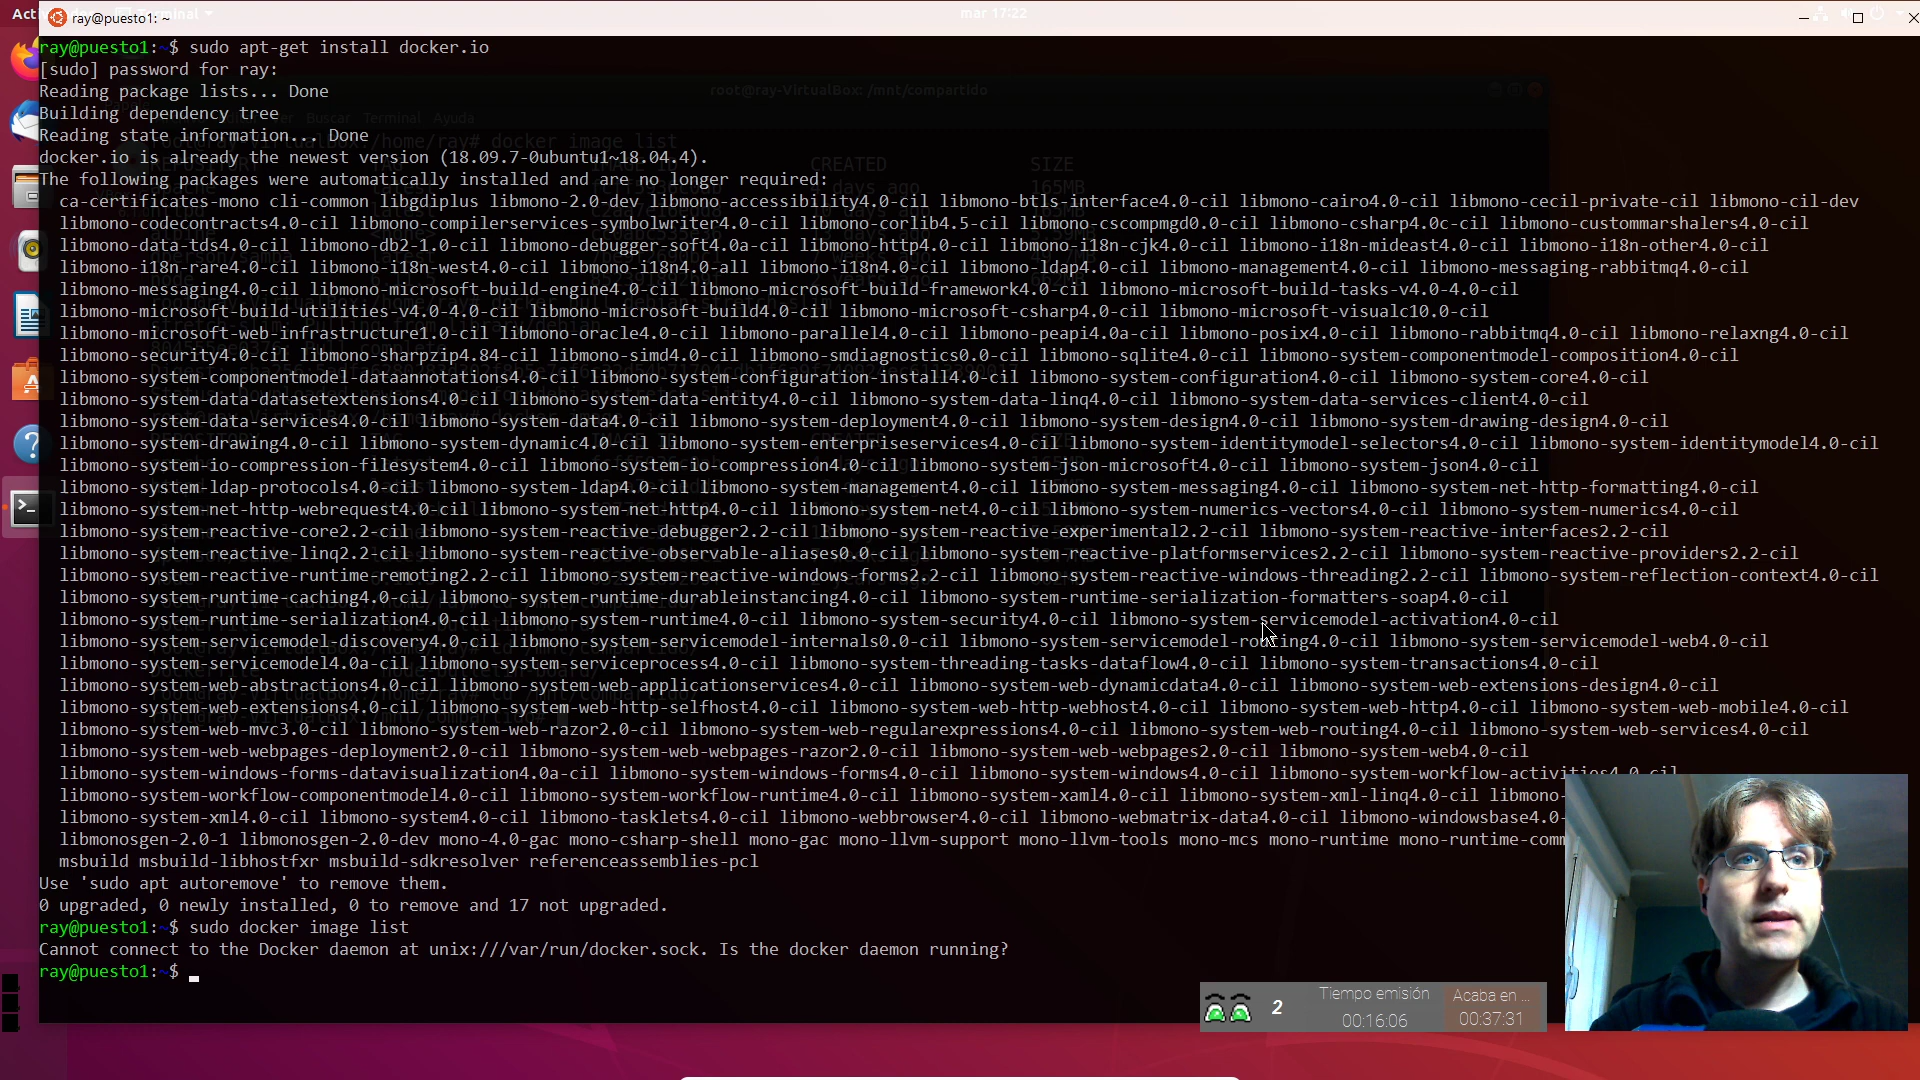 ray@puesto1: ~
mar 17:22
ray@puesto1:~$ sudo apt-get install docker.io
[sudo] password for ray:
Reading package lists... Done
Building dependency tree
Reading state information... Done
docker.io is already the newest version (18.09.7-0ubuntu1~18.04.4).
The following packages were automatically installed and are no longer required:
ca-certificates-mono cli-common libgdiplus libmono-2.0-dev libmono-accessibility4.0-cil libmono-btls-interface4.0-cil libmono-cairo4.0-cil libmono-cecil-private-cil libmono-cil-dev
libmono-codecontracts4.0-cil libmono-compilerservices-symbolwriter4.0-cil libmono-corlib4.5-cil libmono-cscompmgd0.0-cil libmono-csharp4.0c-cil libmono-custommarshalers4.0-cil
libmono-data-tds4.0-cil libmono-db2-1.0-cil libmono-debugger-soft4.0a-cil libmono-http4.0-cil libmono-i18n-cjk4.0-cil libmono-i18n-mideast4.0-cil libmono-i18n-other4.0-cil
libmono-i18n-rare4.0-cil libmono-i18n-west4.0-cil libmono-i18n4.0-all libmono-i18n4.0-cil libmono-ldap4.0-cil libmono-management4.0-cil libmono-messaging-rabbitmq4.0-cil
libmono-messaging4.0-cil libmono-microsoft-build-engine4.0-cil libmono-microsoft-build-framework4.0-cil libmono-microsoft-build-tasks-v4.0-4.0-cil
libmono-microsoft-build-utilities-v4.0-4.0-cil libmono-microsoft-build4.0-cil libmono-microsoft-csharp4.0-cil libmono-microsoft-visualc10.0-cil
libmono-microsoft-web-infrastructure1.0-cil libmono-oracle4.0-cil libmono-parallel4.0-cil libmono-peapi4.0a-cil libmono-posix4.0-cil libmono-rabbitmq4.0-cil libmono-relaxng4.0-cil
libmono-security4.0-cil libmono-sharpzip4.84-cil libmono-simd4.0-cil libmono-smdiagnostics0.0-cil libmono-sqlite4.0-cil libmono-system-componentmodel-composition4.0-cil
libmono-system-componentmodel-dataannotations4.0-cil libmono-system-configuration-install4.0-cil libmono-system-configuration4.0-cil libmono-system-core4.0-cil
libmono-system-data-datasetextensions4.0-cil libmono-system-data-entity4.0-cil libmono-system-data-linq4.0-cil libmono-system-data-services-client4.0-cil
libmono-system-data-services4.0-cil libmono-system-data4.0-cil libmono-system-deployment4.0-cil libmono-system-design4.0-cil libmono-system-drawing-design4.0-cil
libmono-system-drawing4.0-cil libmono-system-dynamic4.0-cil libmono-system-enterpriseservices4.0-cil libmono-system-identitymodel-selectors4.0-cil libmono-system-identitymodel4.0-cil
libmono-system-io-compression-filesystem4.0-cil libmono-system-io-compression4.0-cil libmono-system-json-microsoft4.0-cil libmono-system-json4.0-cil
libmono-system-ldap-protocols4.0-cil libmono-system-ldap4.0-cil libmono-system-management4.0-cil libmono-system-messaging4.0-cil libmono-system-net-http-formatting4.0-cil
libmono-system-net-http-webrequest4.0-cil libmono-system-net-http4.0-cil libmono-system-net4.0-cil libmono-system-numerics-vectors4.0-cil libmono-system-numerics4.0-cil
libmono-system-reactive-core2.2-cil libmono-system-reactive-debugger2.2-cil libmono-system-reactive-experimental2.2-cil libmono-system-reactive-interfaces2.2-cil
libmono-system-reactive-linq2.2-cil libmono-system-reactive-observable-aliases0.0-cil libmono-system-reactive-platformservices2.2-cil libmono-system-reactive-providers2.2-cil
libmono-system-reactive-runtime-remoting2.2-cil libmono-system-reactive-windows-forms2.2-cil libmono-system-reactive-windows-threading2.2-cil libmono-system-reflection-context4.0-cil
libmono-system-runtime-caching4.0-cil libmono-system-runtime-durableinstancing4.0-cil libmono-system-runtime-serialization-formatters-soap4.0-cil
libmono-system-runtime-serialization4.0-cil libmono-system-runtime4.0-cil libmono-system-security4.0-cil libmono-system-servicemodel-activation4.0-cil
libmono-system-servicemodel-discovery4.0-cil libmono-system-servicemodel-internals0.0-cil libmono-system-servicemodel-routing4.0-cil libmono-system-servicemodel-web4.0-cil
libmono-system-servicemodel4.0a-cil libmono-system-serviceprocess4.0-cil libmono-system-threading-tasks-dataflow4.0-cil libmono-system-transactions4.0-cil
libmono-system-web-abstractions4.0-cil libmono-system-web-applicationservices4.0-cil libmono-system-web-dynamicdata4.0-cil libmono-system-web-extensions-design4.0-cil
libmono-system-web-extensions4.0-cil libmono-system-web-http-selfhost4.0-cil libmono-system-web-http-webhost4.0-cil libmono-system-web-http4.0-cil libmono-system-web-mobile4.0-cil
libmono-system-web-mvc3.0-cil libmono-system-web-razor2.0-cil libmono-system-web-regularexpressions4.0-cil libmono-system-web-routing4.0-cil libmono-system-web-services4.0-cil
libmono-system-web-webpages-deployment2.0-cil libmono-system-web-webpages-razor2.0-cil libmono-system-web-webpages2.0-cil libmono-system-web4.0-cil
libmono-system-windows-forms-datavisualization4.0a-cil libmono-system-windows-forms4.0-cil libmono-system-windows4.0-cil libmono-system-workflow-activities4.0-cil
libmono-system-workflow-componentmodel4.0-cil libmono-system-workflow-runtime4.0-cil libmono-system-xaml4.0-cil libmono-system-xml-linq4.0-cil libmono-
libmono-system-xml4.0-cil libmono-system4.0-cil libmono-tasklets4.0-cil libmono-webbrowser4.0-cil libmono-webmatrix-data4.0-cil libmono-windowsbase4.0-
libmonosgen-2.0-1 libmonosgen-2.0-dev mono-4.0-gac mono-csharp-shell mono-gac mono-llvm-support mono-llvm-tools mono-mcs mono-runtime mono-runtime-com
msbuild msbuild-libhostfxr msbuild-sdkresolver referenceassemblies-pcl
Use 'sudo apt autoremove' to remove them.
0 upgraded, 0 newly installed, 0 to remove and 17 not upgraded.
ray@puesto1:~$ sudo docker image list
Cannot connect to the Docker daemon at unix:///var/run/docker.sock. Is the docker daemon running?
ray@puesto1:~$
2
Tiempo emisión
00:16:06
Acaba en ...
00:37:31